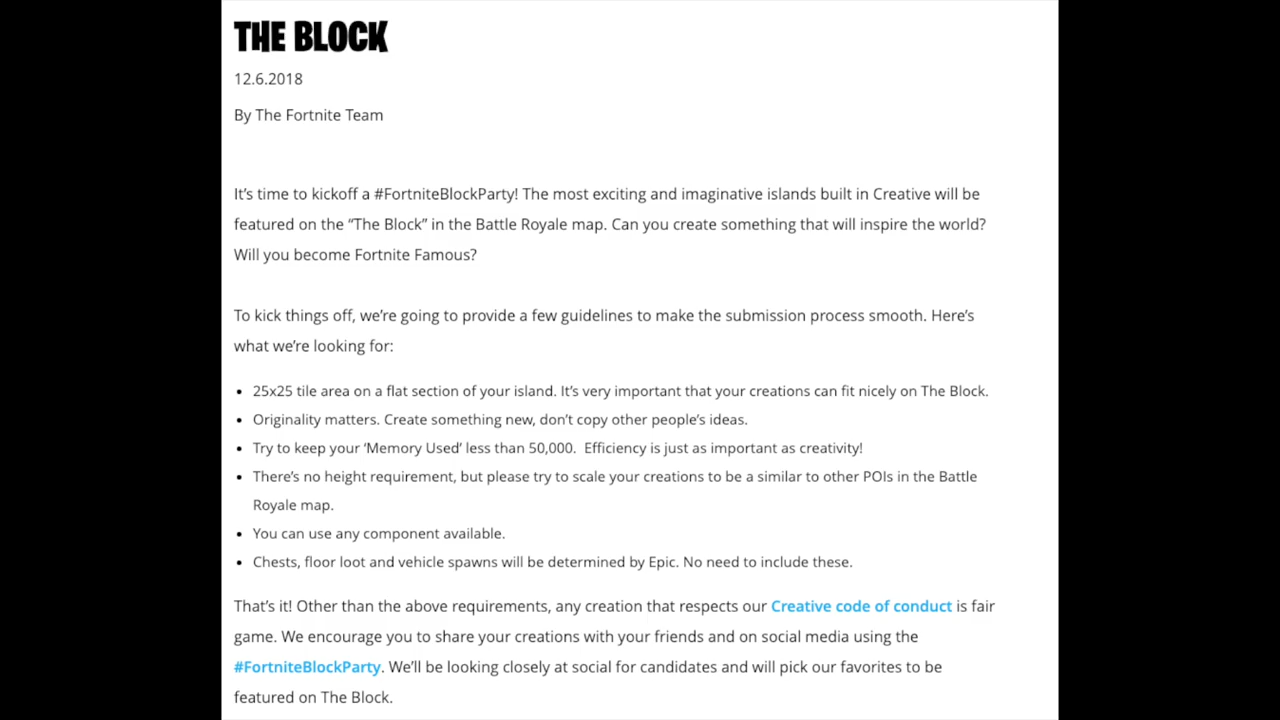 THE BLOCK
12.6.2018
By The Fortnite Team
It's time to kickoff a #FortniteBlockParty! The most exciting and imaginative islands built in Creative will be
featured on the “The Block” in the Battle Royale map. Can you create something that will inspire the world?
Will you become Fortnite Famous?
To kick things off, we're going to provide a few guidelines to make the submission process smooth. Here's
what we're looking for:
• 25x25 tile area on a flat section of your island. It's very important that your creations can fit nicely on The Block.
• Originality matters. Create something new, don't copy other people's ideas.
• Try to keep your ‘Memory Used’ less than 50,000.  Efficiency is just as important as creativity!
• There's no height requirement, but please try to scale your creations to be a similar to other POIs in the Battle
Royale map.
• You can use any component available.
• Chests, floor loot and vehicle spawns will be determined by Epic. No need to include these.
That's it! Other than the above requirements, any creation that respects our Creative code of conduct is fair
game. We encourage you to share your creations with your friends and on social media using the
#FortniteBlockParty. We'll be looking closely at social for candidates and will pick our favorites to be
featured on The Block.